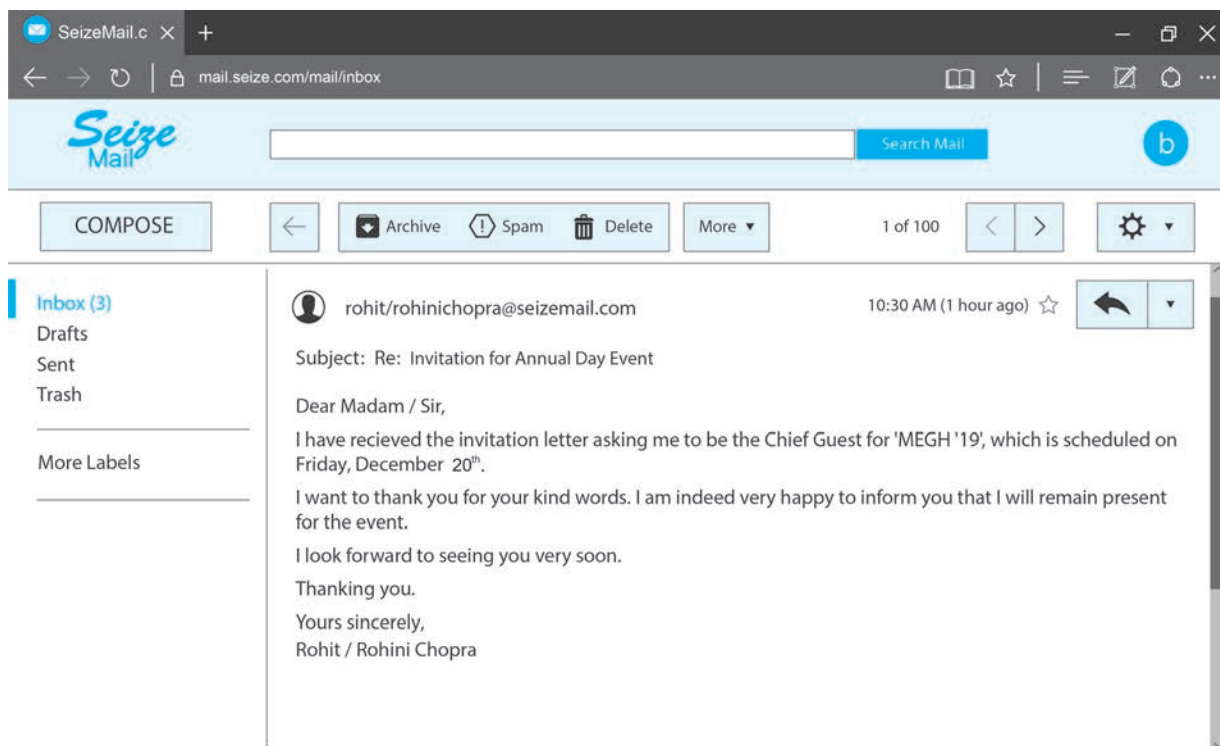 SeizeMail.c
mail.seize.com/mail/inbox
Seize
Mail
Search Mail
b
COMPOSE
Archive
Spam
Delete
More
1 of 100
Inbox (3)
Drafts
Sent
Trash
More Labels
rohit/rohinichopra@seizemail.com
10:30 AM (1 hour ago)
Subject: Re: Invitation for Annual Day Event
Dear Madam / Sir,
I have recieved the invitation letter asking me to be the Chief Guest for 'MEGH '19', which is scheduled on
Friday, December 20th.
I want to thank you for your kind words. I am indeed very happy to inform you that I will remain present
for the event.
I look forward to seeing you very soon.
Thanking you.
Yours sincerely,
Rohit / Rohini Chopra